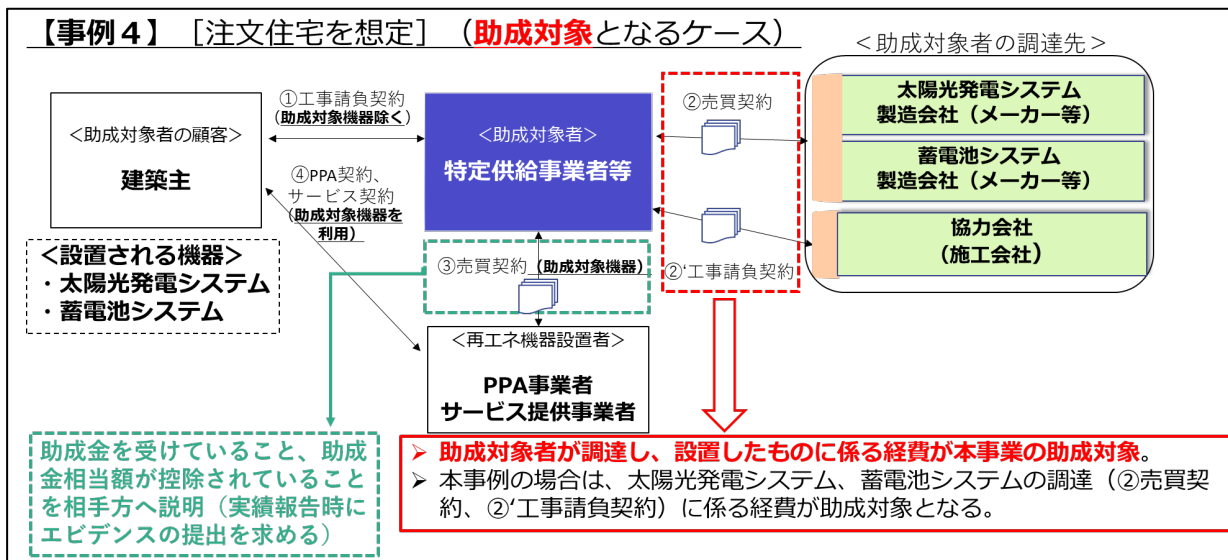 【事例４】［注文住宅を想定］（助成対象となるケース）
＜助成対象者の調達先＞
＜助成対象者の顧客＞
建築主
①工事請負契約
（助成対象機器除く）
＜助成対象者＞
特定供給事業者等
②売買契約
太陽光発電システム
製造会社（メーカー等）
蓄電池システム
製造会社（メーカー等）
協力会社
（施工会社）
④PPA契約、
サービス契約
（助成対象機器を
利用）
＜設置される機器＞
・太陽光発電システム
・蓄電池システム
③売買契約（助成対象機器）
②‘工事請負契約
＜再エネ機器設置者＞
PPA事業者
サービス提供事業者
助成金を受けていること、助成
金相当額が控除されていること
を相手方へ説明（実績報告時に
エビデンスの提出を求める）
➢ 助成対象者が調達し、設置したものに係る経費が本事業の助成対象。
➢ 本事例の場合は、太陽光発電システム、蓄電池システムの調達（②売買契
約、②‘工事請負契約）に係る経費が助成対象となる。